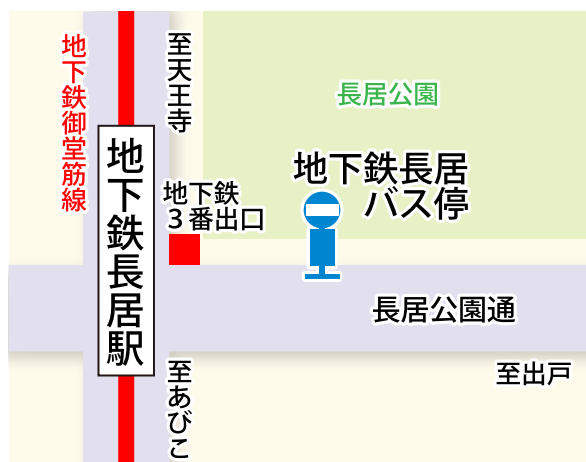 地下鉄御堂筋線
至天王寺
長居公園
地下鉄長居
バス停
地下鉄
３番出口
地下鉄長居駅
長居公園通
至出戸
至あびこ